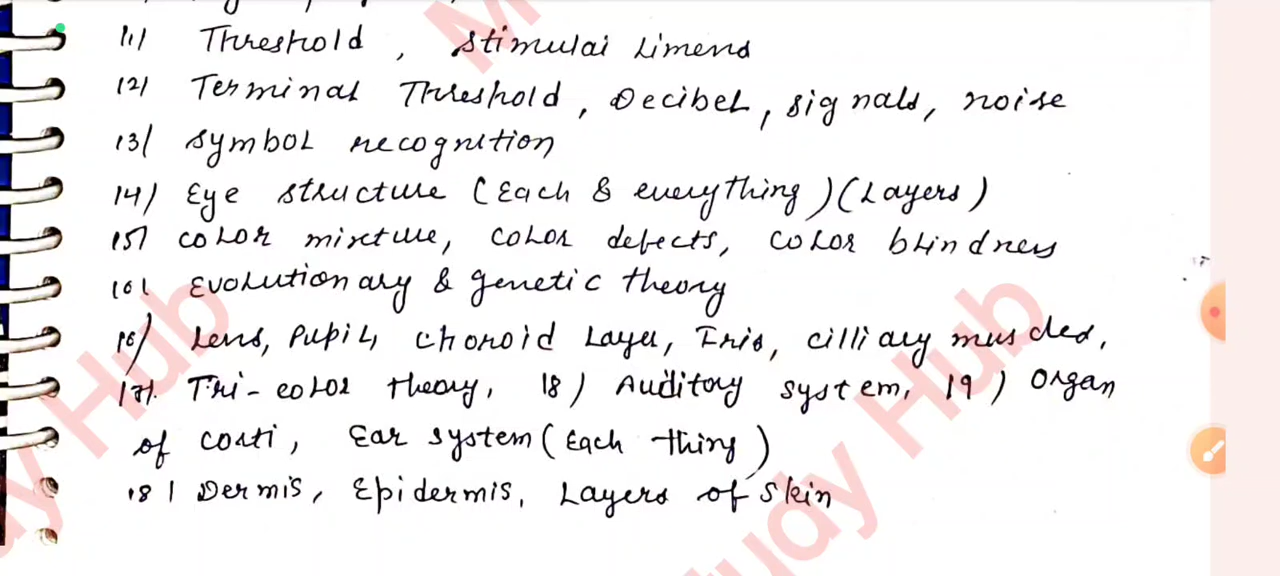 11) Threshold, Stimulai Limens
12) Terminal Threshold, Decibel, signals, noise
13) Symbol recognition
14) Eye structure (Each & everything) (Layers)
15) Color mixture, Color defects, Color blindness
16) Evolutionary & genetic theory
16) Lens, Pupil, choroid Layer, Iris, cilliary muscles,
17). Tri-color theory, 18) Auditory system, 19) Organ
of corti, Ear system (Each thing)
18) Dermis, Epidermis, Layers of skin
Study Hub